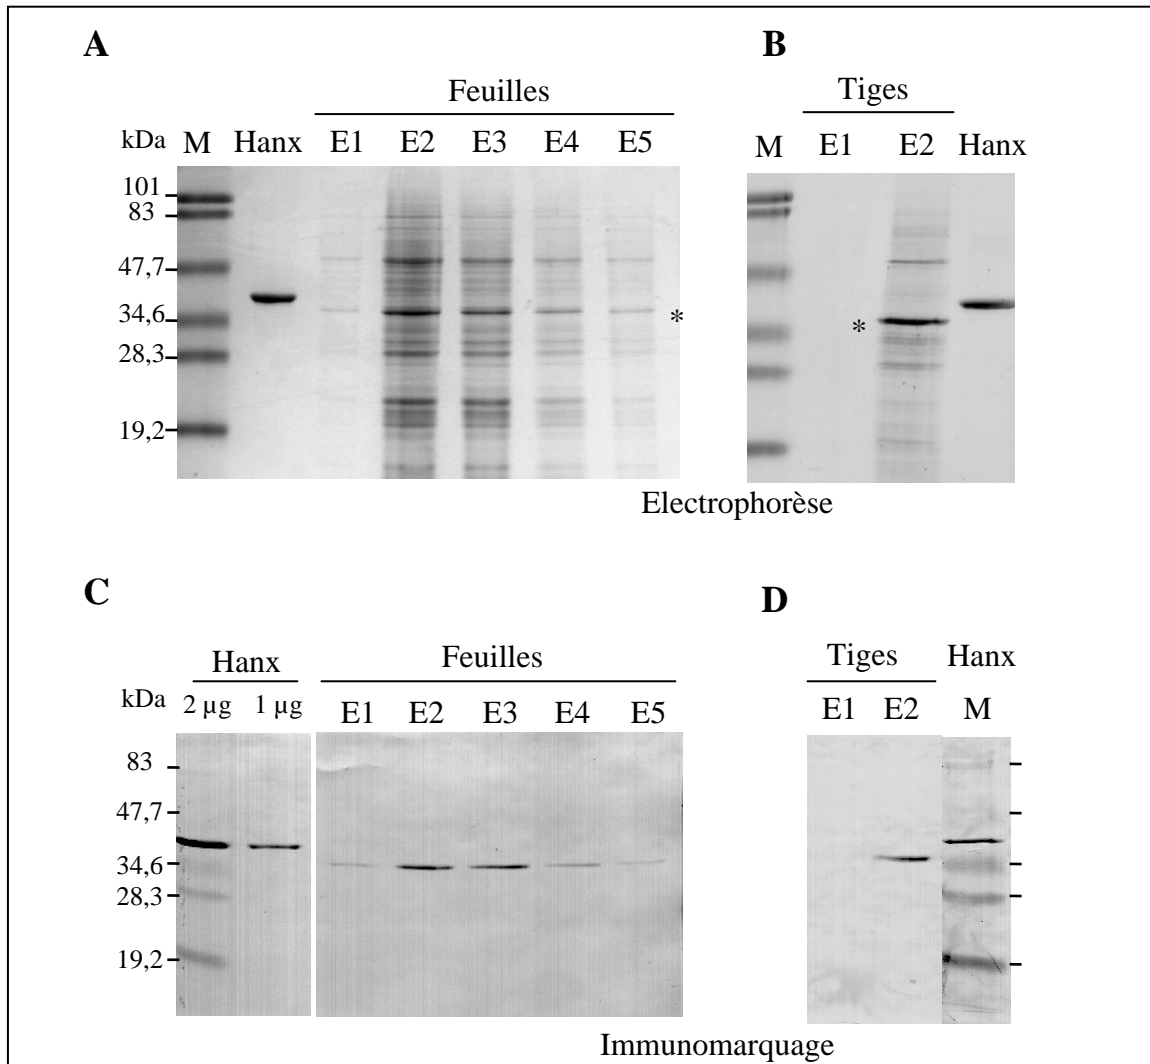 A
Feuilles
kDa M Hanx E1 E2 E3 E4 E5
101
83
47,7
34,6
*
28,3
19,2
B
Tiges
M E1 E2 Hanx
*
Electrophorèse
C
Hanx Feuilles
kDa 2 µg 1 µg E1 E2 E3 E4 E5
83
47,7
34,6
28,3
19,2
D
Tiges Hanx
E1 E2 M
Immunomarquage